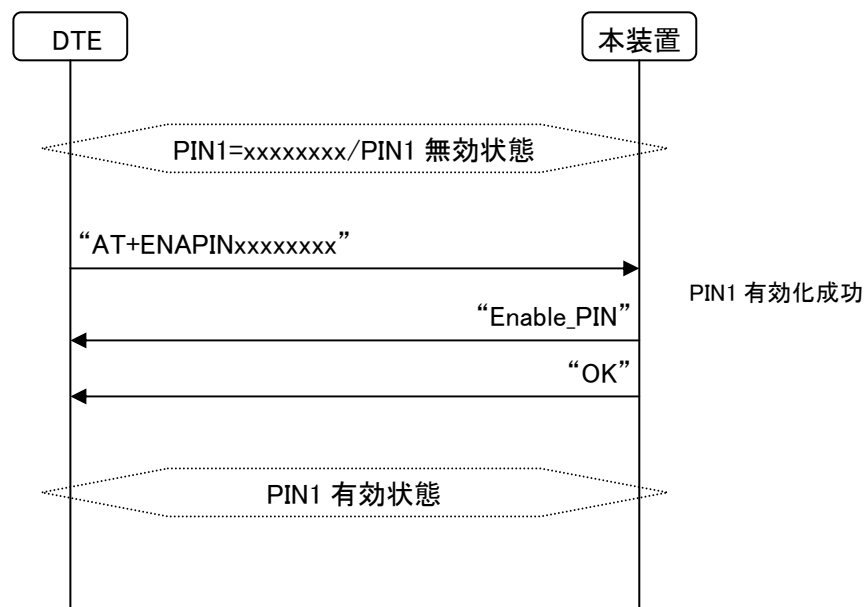 DTE
本装置
PIN1=xxxxxxxx/PIN1 無効状態
“AT+ENAPINxxxxxxxx”
PIN1 有効化成功
“Enable_PIN”
“OK”
PIN1 有効状態